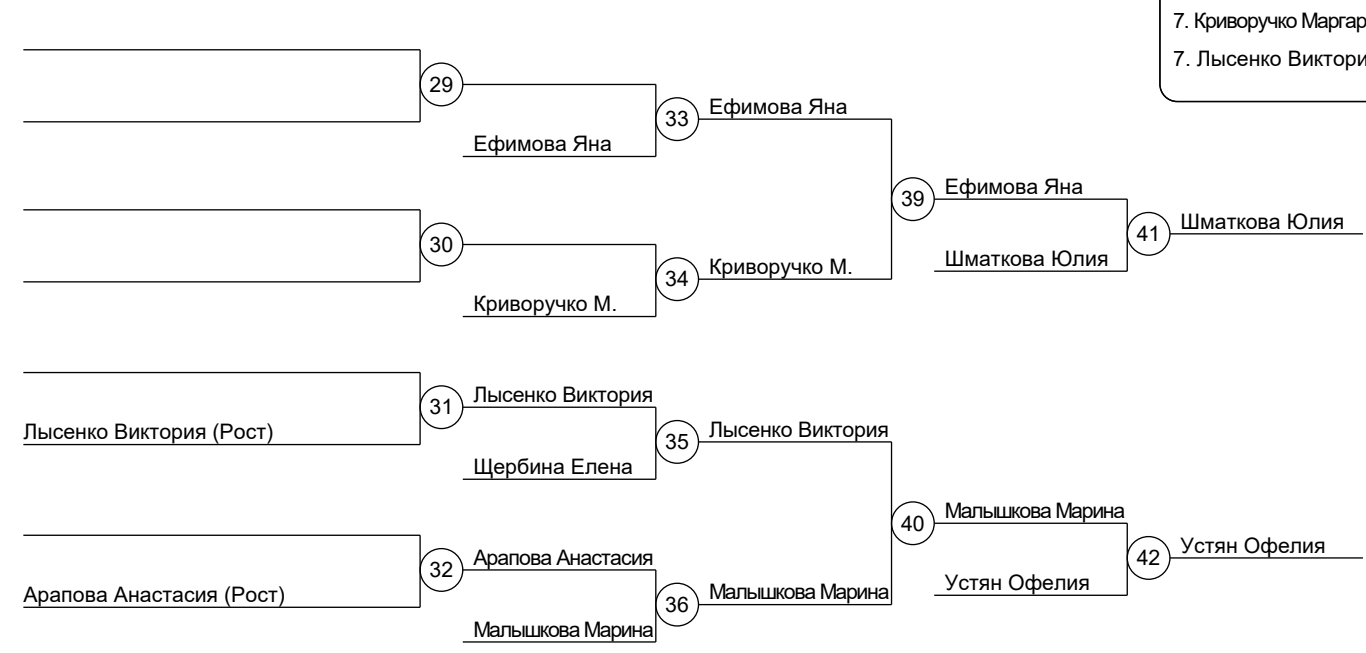 7. Криворучко Маргар
7. Лысенко Виктори
29
Ефимова Яна
33
Ефимова Яна
30
Криворучко М.
34
Криворучко М.
39
Ефимова Яна
Шматкова Юлия
41
Шматкова Юлия
Лысенко Виктория (Рост)
31
Лысенко Виктория
Щербина Елена
35
Лысенко Виктория
Арапова Анастасия (Рост)
32
Арапова Анастасия
Малышкова Марина
36
Малышкова Марина
40
Малышкова Марина
Устян Офелия
42
Устян Офелия